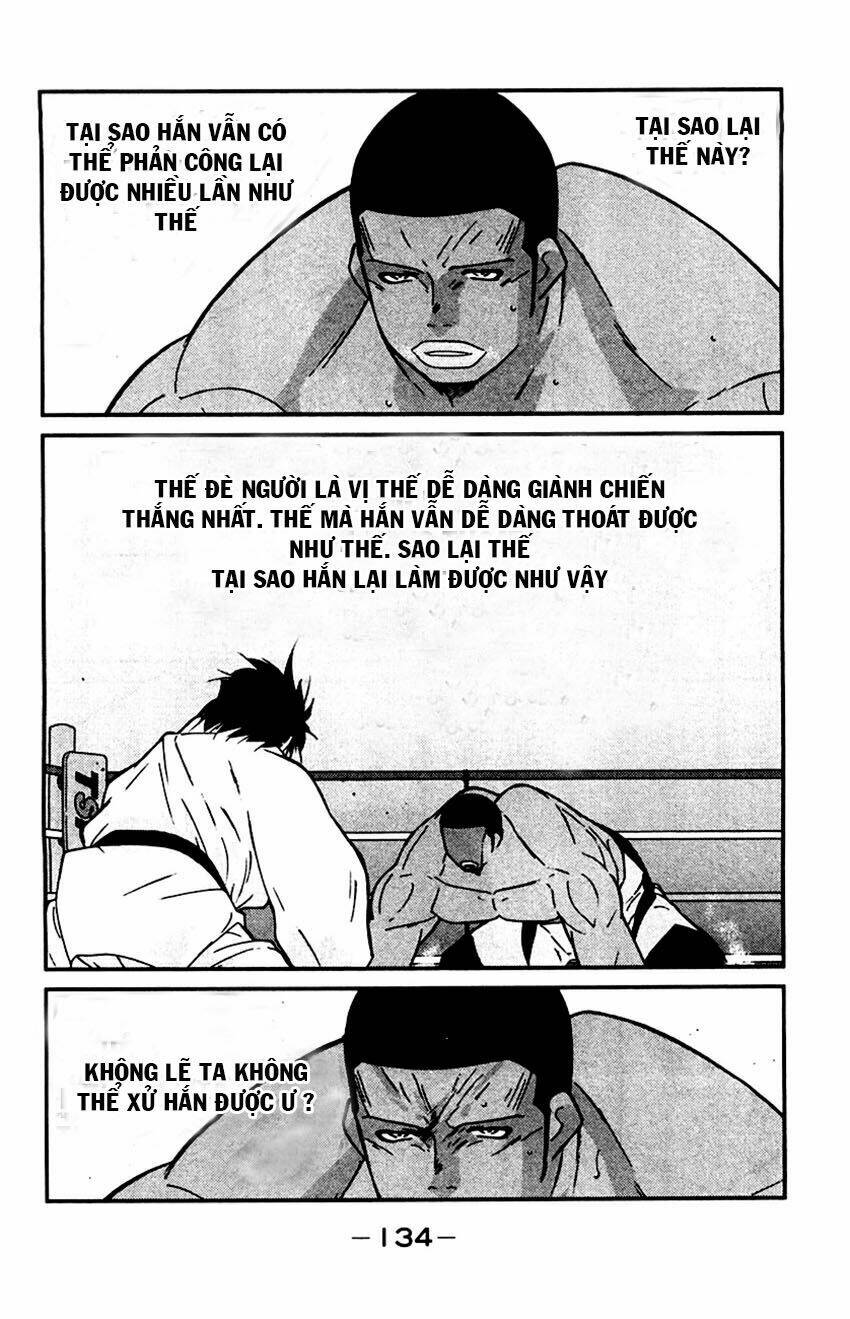 TẠI SAO LẠI
THẾ NÀY?
TẠI SAO HẮN VẪN CÓ
THỂ PHẢN CÔNG LẠI
ĐƯỢC NHIỀU LẦN NHƯ
THẾ
THẾ ĐÈ NGƯỜI LÀ VỊ THẾ DỄ DÀNG GIÀNH CHIẾN
THẮNG NHẤT. THẾ MÀ HẮN VẪN DỄ DÀNG THOÁT ĐƯỢC
NHƯ THẾ. SAO LẠI THẾ
TẠI SAO HẮN LẠI LÀM ĐƯỢC NHƯ VẬY
TS
KHÔNG LẼ TA KHÔNG
THỂ XỬ HẮN ĐƯỢC Ư ?
－134－